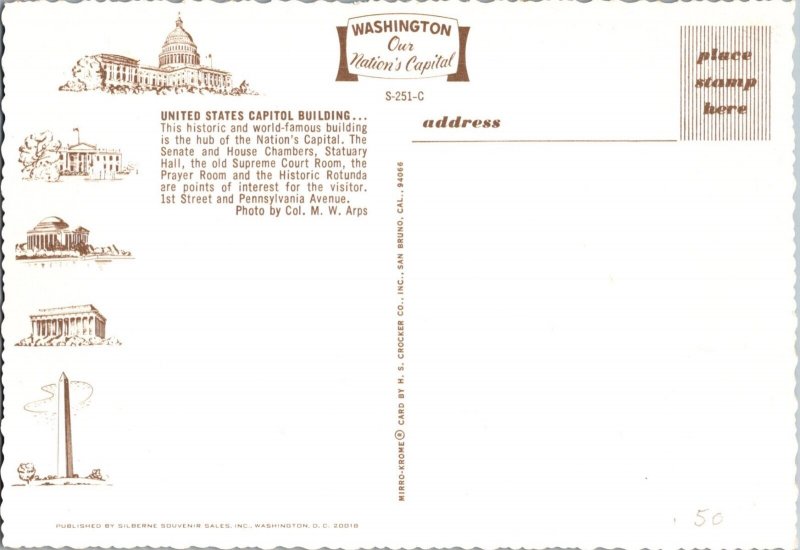 WASHINGTON
Our
Nation's Capital
S-251-C
place
stamp
here
address
UNITED STATES CAPITOL BUILDING...
This historic and world-famous building
is the hub of the Nation's Capital. The
Senate and House Chambers, Statuary
Hall, the old Supreme Court Room, the
Prayer Room and the Historic Rotunda
are points of interest for the visitor.
1st Street and Pennsylvania Avenue.
Photo by Col. M. W. Arps
MIRRO-KROME® CARD BY H. S. CROCKER CO., INC., SAN BRUNO, CAL., 94066
PUBLISHED BY SILBERNE SOUVENIR SALES, INC., WASHINGTON, D. C. 20018
.50